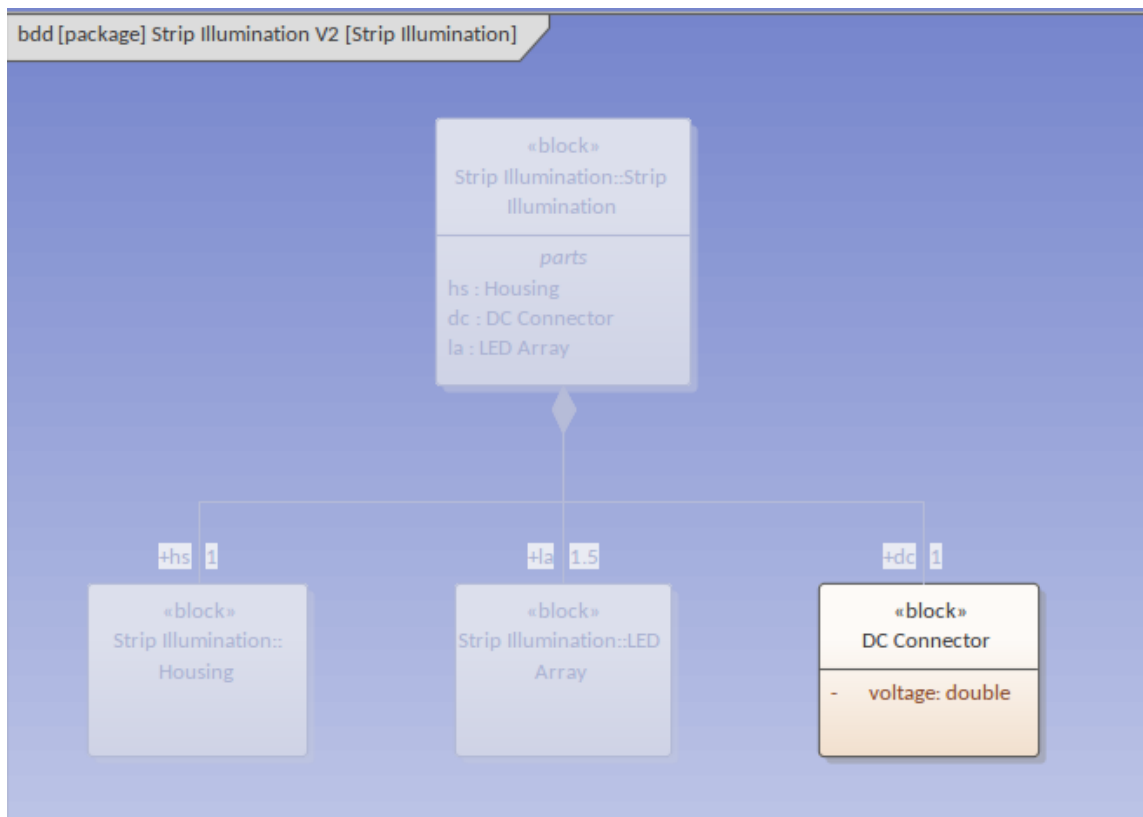 bdd [package] Strip Illumination V2 [Strip Illumination]
«block»
Strip Illumination::Strip
Illumination
parts
hs : Housing
dc : DC Connector
la : LED Array
+hs 1
+la 1.5
+dc 1
«block»
Strip Illumination::
Housing
«block»
Strip Illumination::LED
Array
«block»
DC Connector
- voltage: double